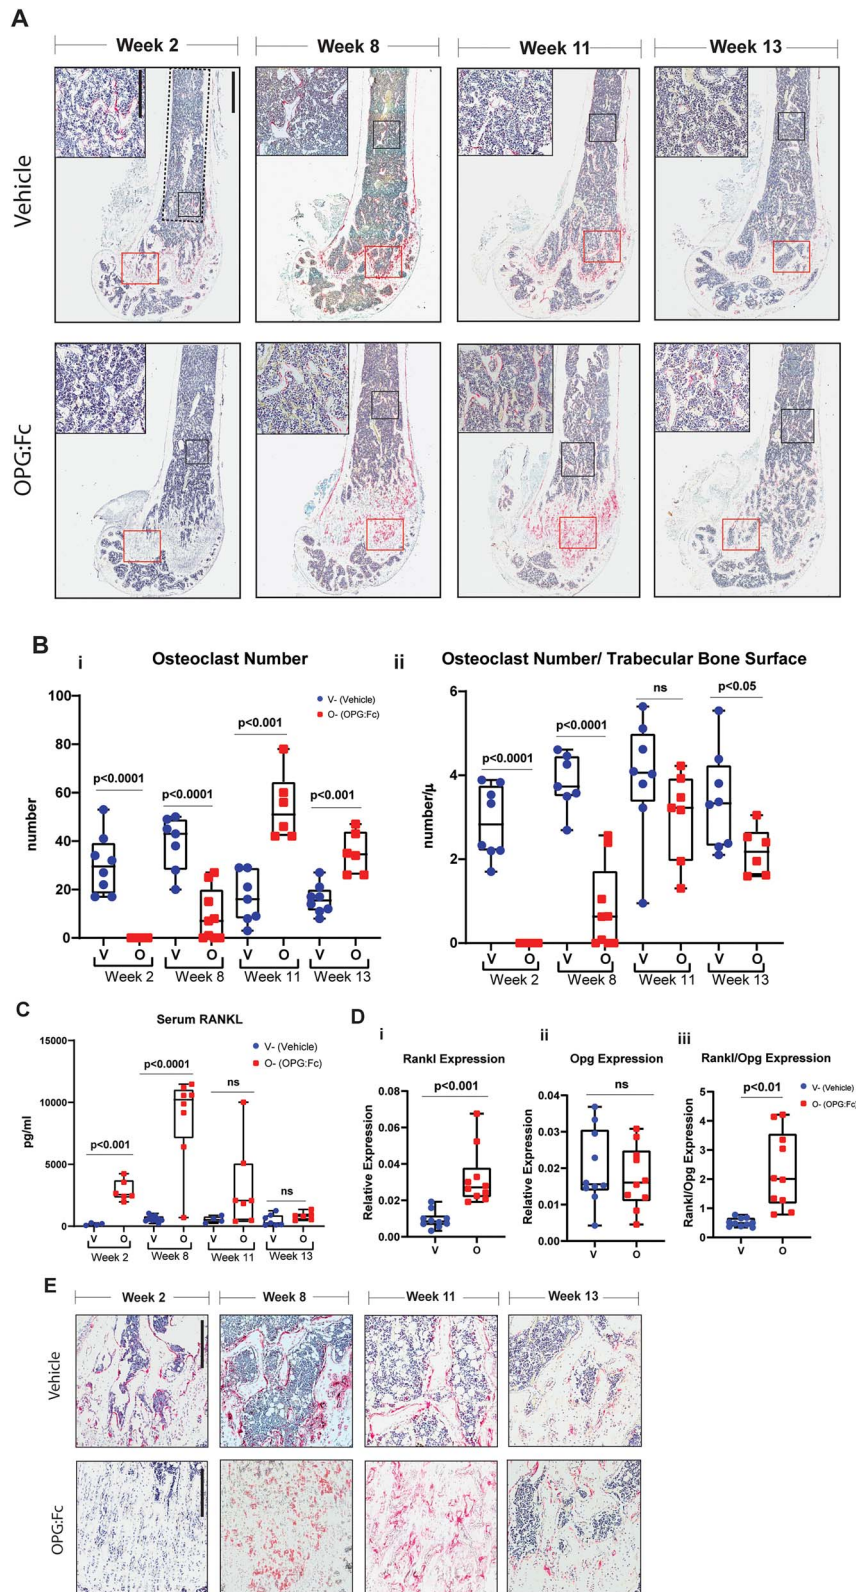 A
Week 2
Week 8
Week 11
Week 13
Vehicle
OPG:Fc
B
i
Osteoclast Number
number
100
80
60
40
20
0
p<0.0001
p<0.0001
p<0.001
p<0.001
V- (Vehicle)
O- (OPG:Fc)
V O V O V O V O
Week 2 Week 8 Week 11 Week 13
ii
Osteoclast Number/ Trabecular Bone Surface
number/μ
6
4
2
0
p<0.0001
p<0.0001
ns
p<0.05
V O V O V O V O
Week 2 Week 8 Week 11 Week 13
C
Serum RANKL
pg/ml
15000
10000
5000
0
p<0.001
p<0.0001
ns
ns
V- (Vehicle)
O- (OPG:Fc)
V O V O V O V O
Week 2 Week 8 Week 11 Week 13
D
i
Rankl Expression
Relative Expression
0.08
0.06
0.04
0.02
0.00
p<0.001
V O
ii
Opg Expression
Relative Expression
0.04
0.03
0.02
0.01
0.00
ns
V O
iii
Rankl/Opg Expression
Rankl/Opg Expression
5
4
3
2
1
0
p<0.01
V- (Vehicle)
O- (OPG:Fc)
V O
E
Week 2
Week 8
Week 11
Week 13
Vehicle
OPG:Fc